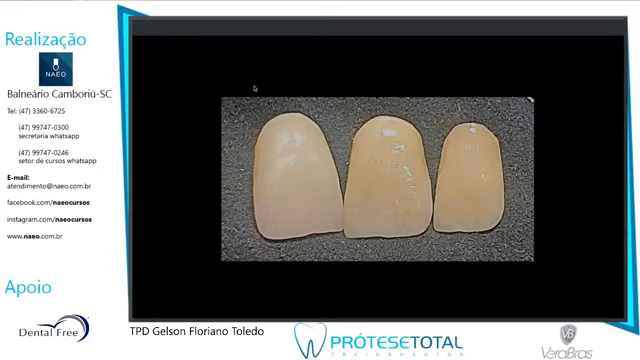 Realização
NAEO
Balneário Camboriú-SC
Tel: (47) 3360-6725
(47) 99747-0300
secretaria whatsapp
(47) 99747-0246
setor de cursos whatsapp
E-mail:
atendimento@naeo.com.br
facebook.com/naeocursos
instagram.com/naeocursos
www.naeo.com.br
Apoio
Dental Free
TPD Gelson Floriano Toledo
PRÓTESETOTAL
TREINAMENTOS
VB
VeraBras